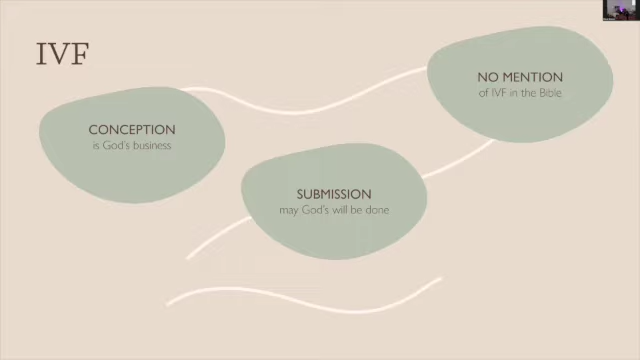 IVF
CONCEPTION
is God's business
SUBMISSION
may God's will be done
NO MENTION
of IVF in the Bible